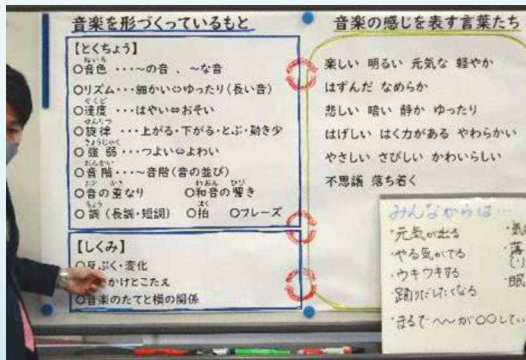 音楽を形づくっているもと
【とくちょう】
○音色 ・・・～の音 、 ～な音
○リズム・・・細かい⇔ゆったり(長い音)
○速度 ・・・はやい⇔おそい
○旋律 ・・・上がる・下がる・とぶ・動き少
○強弱 ・・・つよい⇔よわい
○音階 ・・・～音階(音の並び)
○音の重なり ○和音の響き
○調(長調・短調) ○拍 ○フレーズ
【しくみ】
○反ぷく・変化
かけとこたえ
○音楽のたてと横の関係
音楽の感じを表す言葉たち
楽しい 明るい 元気な 軽やか
はずんだ なめらか
悲しい 暗い 静か ゆったり
はげしい はく力がある やわらかい
やさしい さびしい かわいらしい
不思議 落ち着く
みんなからは…
・元気が出る
・やる気がでる
・ウキウキする
・踊りだしたくなる
・まるで～～が〇〇してい